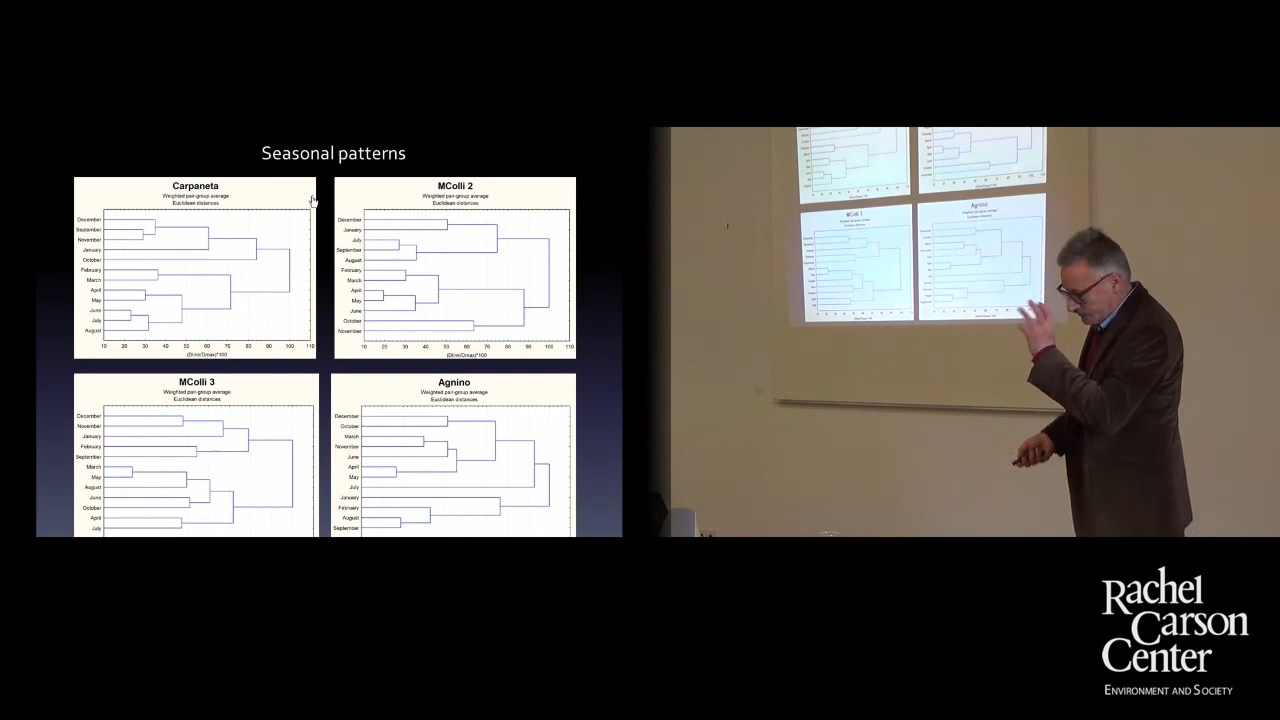 Seasonal patterns
Carpaneta
Weighted pair-group average
Euclidean distances
December
September
November
January
October
February
March
April
May
June
July
August
10 20 30 40 50 60 70 80 90 100 110
(Dlink/Dmax)*100
MColli 2
Weighted pair-group average
Euclidean distances
December
January
July
September
August
February
March
April
May
June
October
November
10 20 30 40 50 60 70 80 90 100 110
(Dlink/Dmax)*100
MColli 3
Weighted pair-group average
Euclidean distances
December
November
January
February
September
March
May
August
June
October
April
July
Agnino
Weighted pair-group average
Euclidean distances
December
October
March
November
June
April
May
July
January
February
August
September
MColli 3
Agnino
Rachel
Carson
Center
Environment and Society